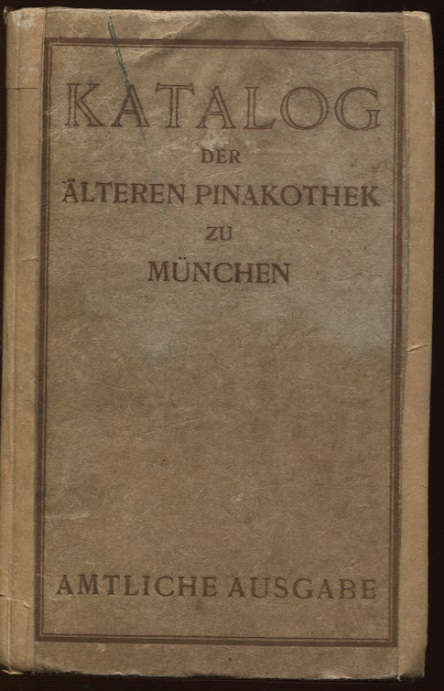 KATALOG
DER
ÄLTEREN PINAKOTHEK
ZU
MÜNCHEN
AMTLICHE AUSGABE